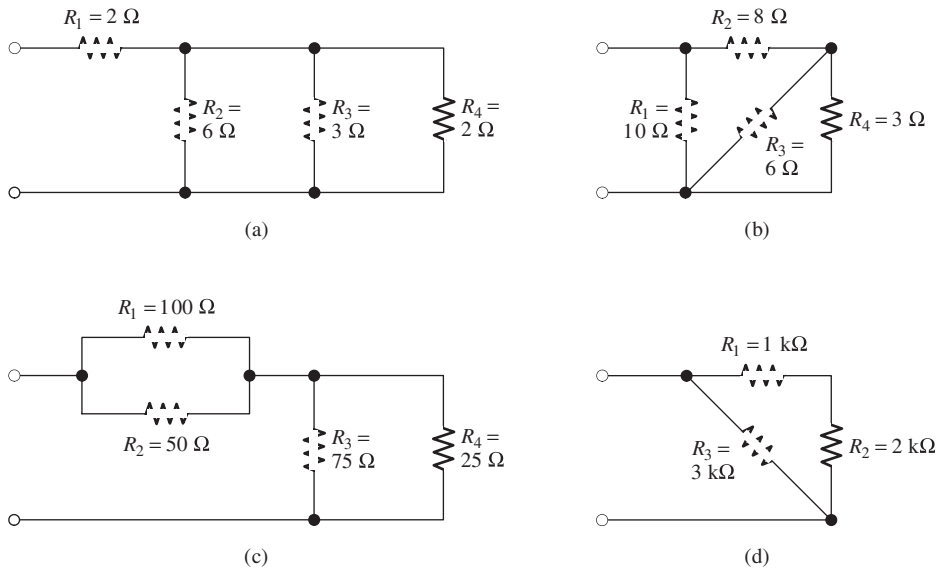 R₁ = 2 Ω
R₂ =
6 Ω
R₃ =
3 Ω
R₄ =
2 Ω
(a)
R₂ = 8 Ω
R₁ =
10 Ω
R₃ =
6 Ω
R₄ = 3 Ω
(b)
R₁ = 100 Ω
R₂ = 50 Ω
R₃ =
75 Ω
R₄ =
25 Ω
(c)
R₁ = 1 kΩ
R₃ =
3 kΩ
R₂ = 2 kΩ
(d)